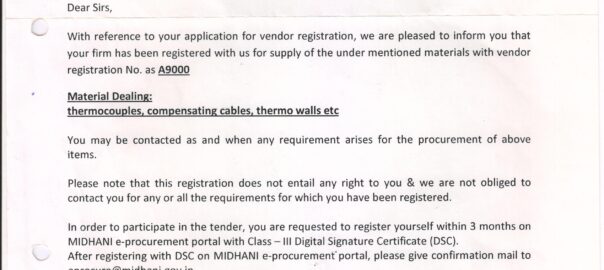 Dear Sirs,
With reference to your application for vendor registration, we are pleased to inform you that
your firm has been registered with us for supply of the under mentioned materials with vendor
registration No. as A9000
Material Dealing:
thermocouples, compensating cables, thermo walls etc
You may be contacted as and when any requirement arises for the procurement of above
items.
Please note that this registration does not entail any right to you & we are not obliged to
contact you for any or all the requirements for which you have been registered.
In order to participate in the tender, you are requested to register yourself within 3 months on
MIDHANI e-procurement portal with Class – III Digital Signature Certificate (DSC).
After registering with DSC on MIDHANI e-procurement portal, please give confirmation mail to
eprocure@midhani.gov.in